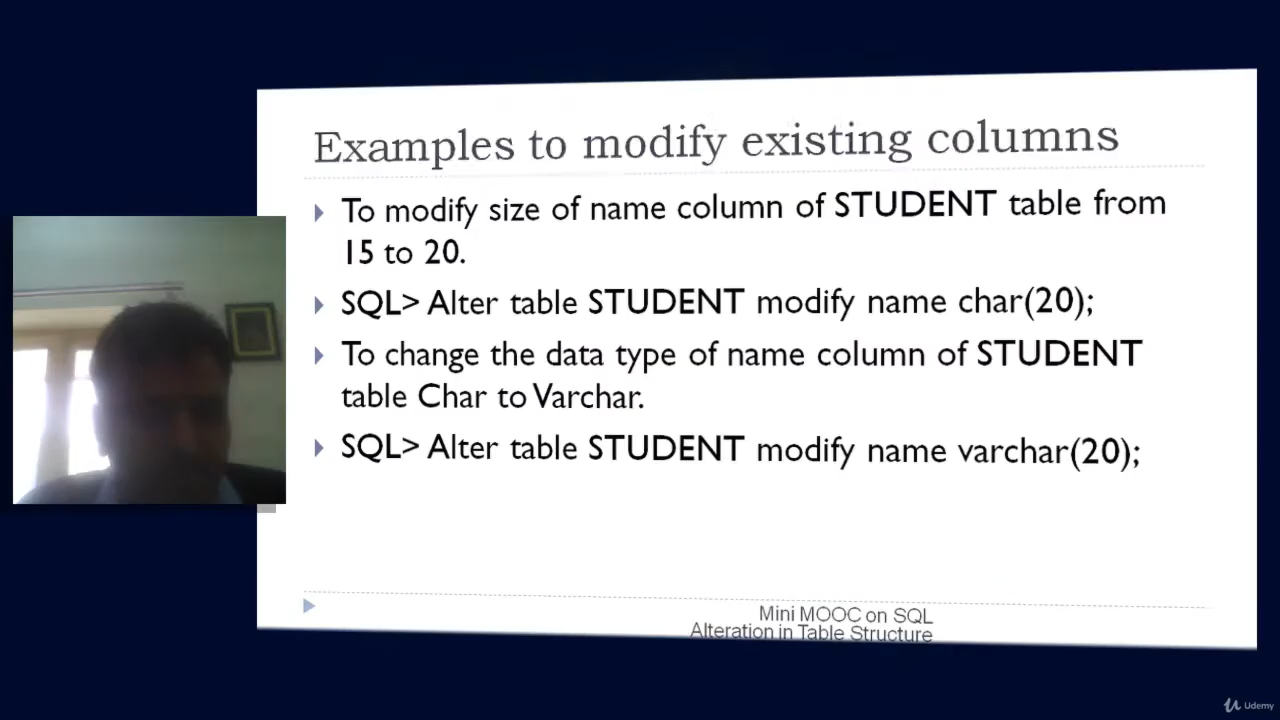 Examples to modify existing columns
To modify size of name column of STUDENT table from
15 to 20.
SQL> Alter table STUDENT modify name char(20);
To change the data type of name column of STUDENT
table Char to Varchar.
SQL> Alter table STUDENT modify name varchar(20);
Mini MOOC on SQL
Alteration in Table Structure
Udemy